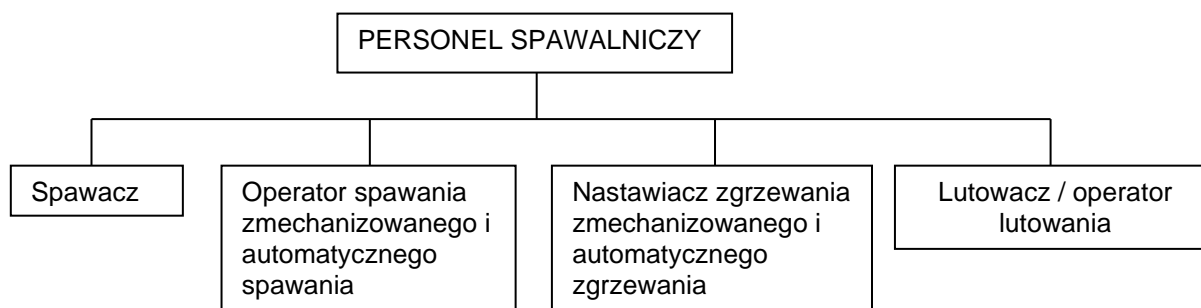 PERSONEL SPAWALNICZY
Spawacz
Operator spawania
zmechanizowanego i
automatycznego
spawania
Nastawiacz zgrzewania
zmechanizowanego i
automatycznego
zgrzewania
Lutowacz / operator
lutowania